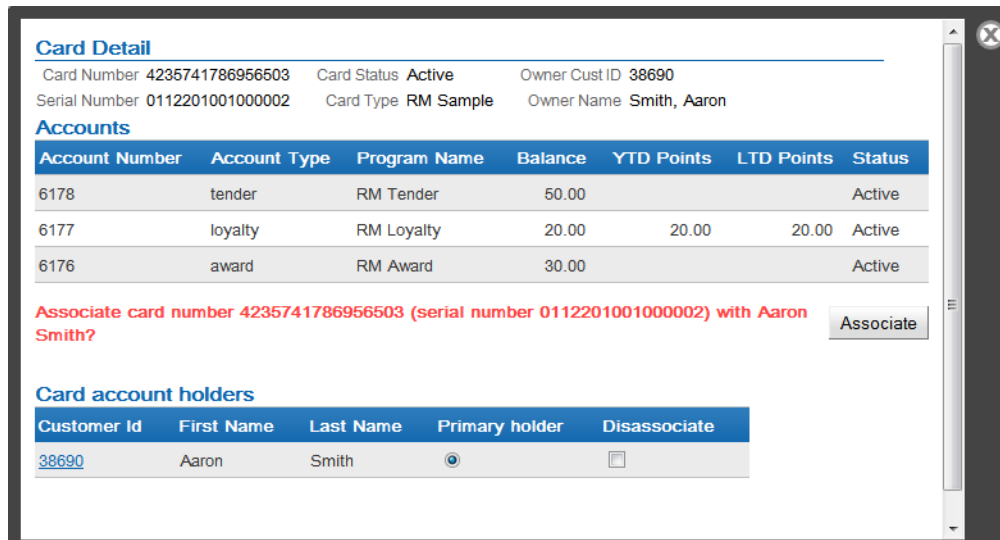 Card Detail
Card Number 4235741786956503 Card Status Active Owner Cust ID 38690
Serial Number 0112201001000002 Card Type RM Sample Owner Name Smith, Aaron
Accounts
Account Number Account Type Program Name Balance YTD Points LTD Points Status
6178 tender RM Tender 50.00 Active
6177 loyalty RM Loyalty 20.00 20.00 20.00 Active
6176 award RM Award 30.00 Active
Associate card number 4235741786956503 (serial number 0112201001000002) with Aaron
Smith?
Associate
Card account holders
Customer Id First Name Last Name Primary holder Disassociate
38690 Aaron Smith